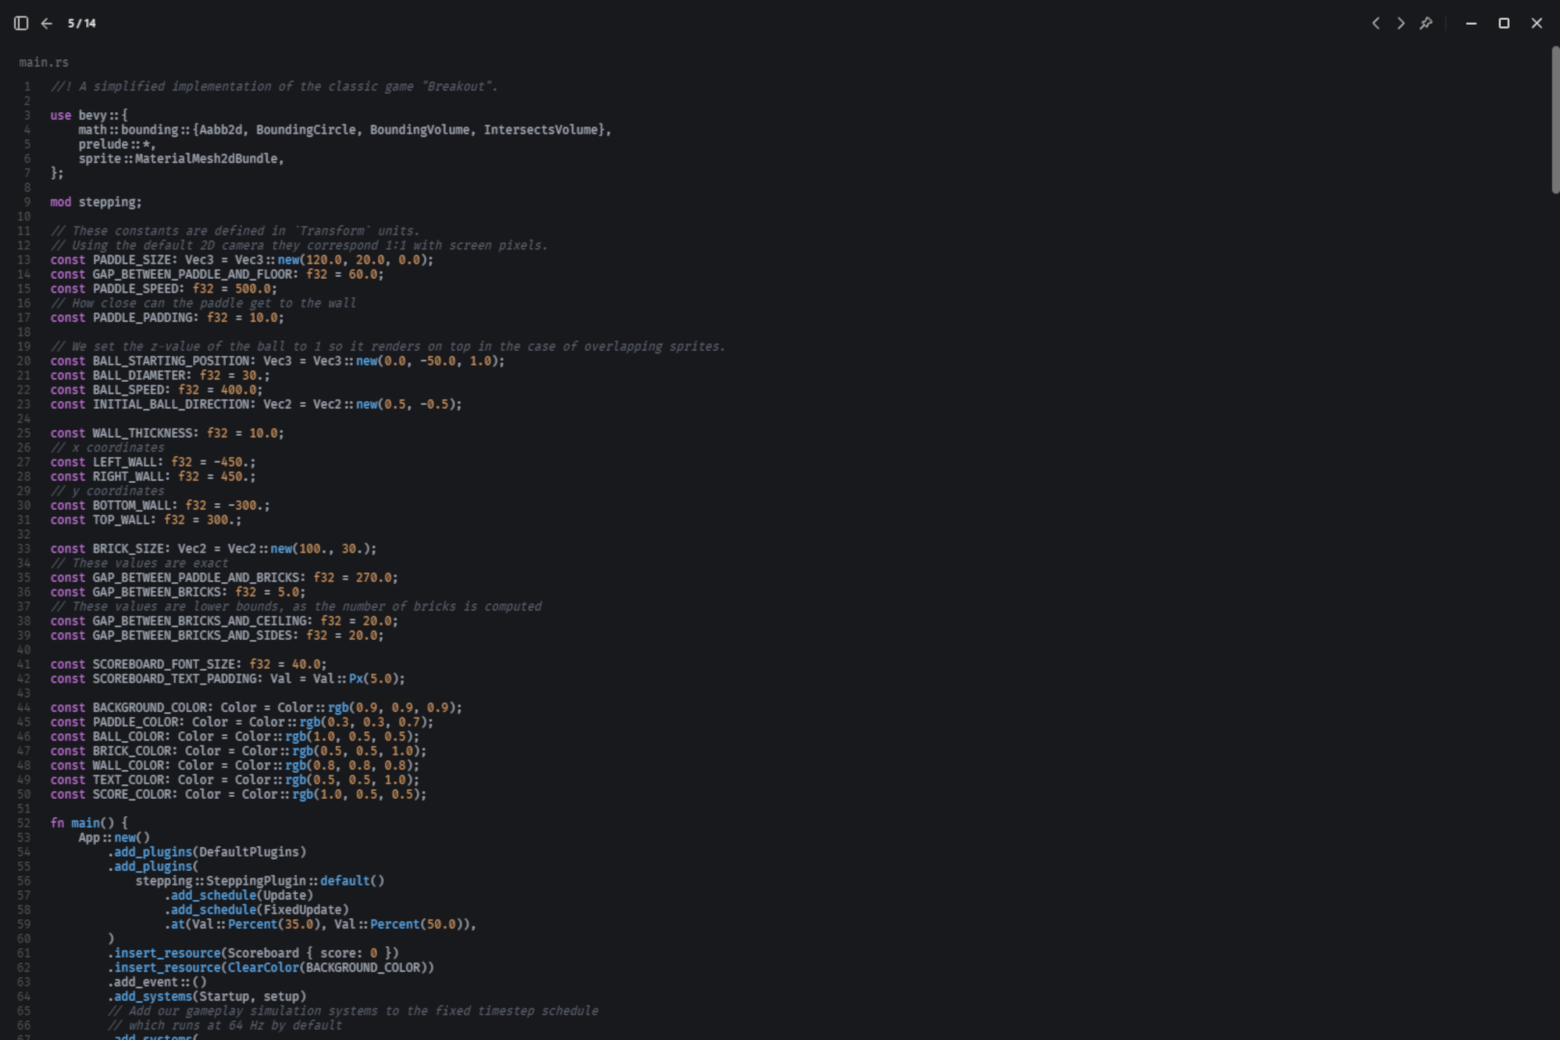 5/14
main.rs
1 //! A simplified implementation of the classic game "Breakout".
2
3 use bevy::{
4     math::bounding::{Aabb2d, BoundingCircle, BoundingVolume, IntersectsVolume},
5     prelude::*,
6     sprite::MaterialMesh2dBundle,
7 };
8
9 mod stepping;
10
11 // These constants are defined in `Transform` units.
12 // Using the default 2D camera they correspond 1:1 with screen pixels.
13 const PADDLE_SIZE: Vec3 = Vec3::new(120.0, 20.0, 0.0);
14 const GAP_BETWEEN_PADDLE_AND_FLOOR: f32 = 60.0;
15 const PADDLE_SPEED: f32 = 500.0;
16 // How close can the paddle get to the wall
17 const PADDLE_PADDING: f32 = 10.0;
18
19 // We set the z-value of the ball to 1 so it renders on top in the case of overlapping sprites.
20 const BALL_STARTING_POSITION: Vec3 = Vec3::new(0.0, -50.0, 1.0);
21 const BALL_DIAMETER: f32 = 30.;
22 const BALL_SPEED: f32 = 400.0;
23 const INITIAL_BALL_DIRECTION: Vec2 = Vec2::new(0.5, -0.5);
24
25 const WALL_THICKNESS: f32 = 10.0;
26 // x coordinates
27 const LEFT_WALL: f32 = -450.;
28 const RIGHT_WALL: f32 = 450.;
29 // y coordinates
30 const BOTTOM_WALL: f32 = -300.;
31 const TOP_WALL: f32 = 300.;
32
33 const BRICK_SIZE: Vec2 = Vec2::new(100., 30.);
34 // These values are exact
35 const GAP_BETWEEN_PADDLE_AND_BRICKS: f32 = 270.0;
36 const GAP_BETWEEN_BRICKS: f32 = 5.0;
37 // These values are lower bounds, as the number of bricks is computed
38 const GAP_BETWEEN_BRICKS_AND_CEILING: f32 = 20.0;
39 const GAP_BETWEEN_BRICKS_AND_SIDES: f32 = 20.0;
40
41 const SCOREBOARD_FONT_SIZE: f32 = 40.0;
42 const SCOREBOARD_TEXT_PADDING: Val = Val::Px(5.0);
43
44 const BACKGROUND_COLOR: Color = Color::rgb(0.9, 0.9, 0.9);
45 const PADDLE_COLOR: Color = Color::rgb(0.3, 0.3, 0.7);
46 const BALL_COLOR: Color = Color::rgb(1.0, 0.5, 0.5);
47 const BRICK_COLOR: Color = Color::rgb(0.5, 0.5, 1.0);
48 const WALL_COLOR: Color = Color::rgb(0.8, 0.8, 0.8);
49 const TEXT_COLOR: Color = Color::rgb(0.5, 0.5, 1.0);
50 const SCORE_COLOR: Color = Color::rgb(1.0, 0.5, 0.5);
51
52 fn main() {
53     App::new()
54         .add_plugins(DefaultPlugins)
55         .add_plugins(
56             stepping::SteppingPlugin::default()
57                 .add_schedule(Update)
58                 .add_schedule(FixedUpdate)
59                 .at(Val::Percent(35.0), Val::Percent(50.0)),
60         )
61         .insert_resource(Scoreboard { score: 0 })
62         .insert_resource(ClearColor(BACKGROUND_COLOR))
63         .add_event::()
64         .add_systems(Startup, setup)
65         // Add our gameplay simulation systems to the fixed timestep schedule
66         // which runs at 64 Hz by default
67         .add_systems(